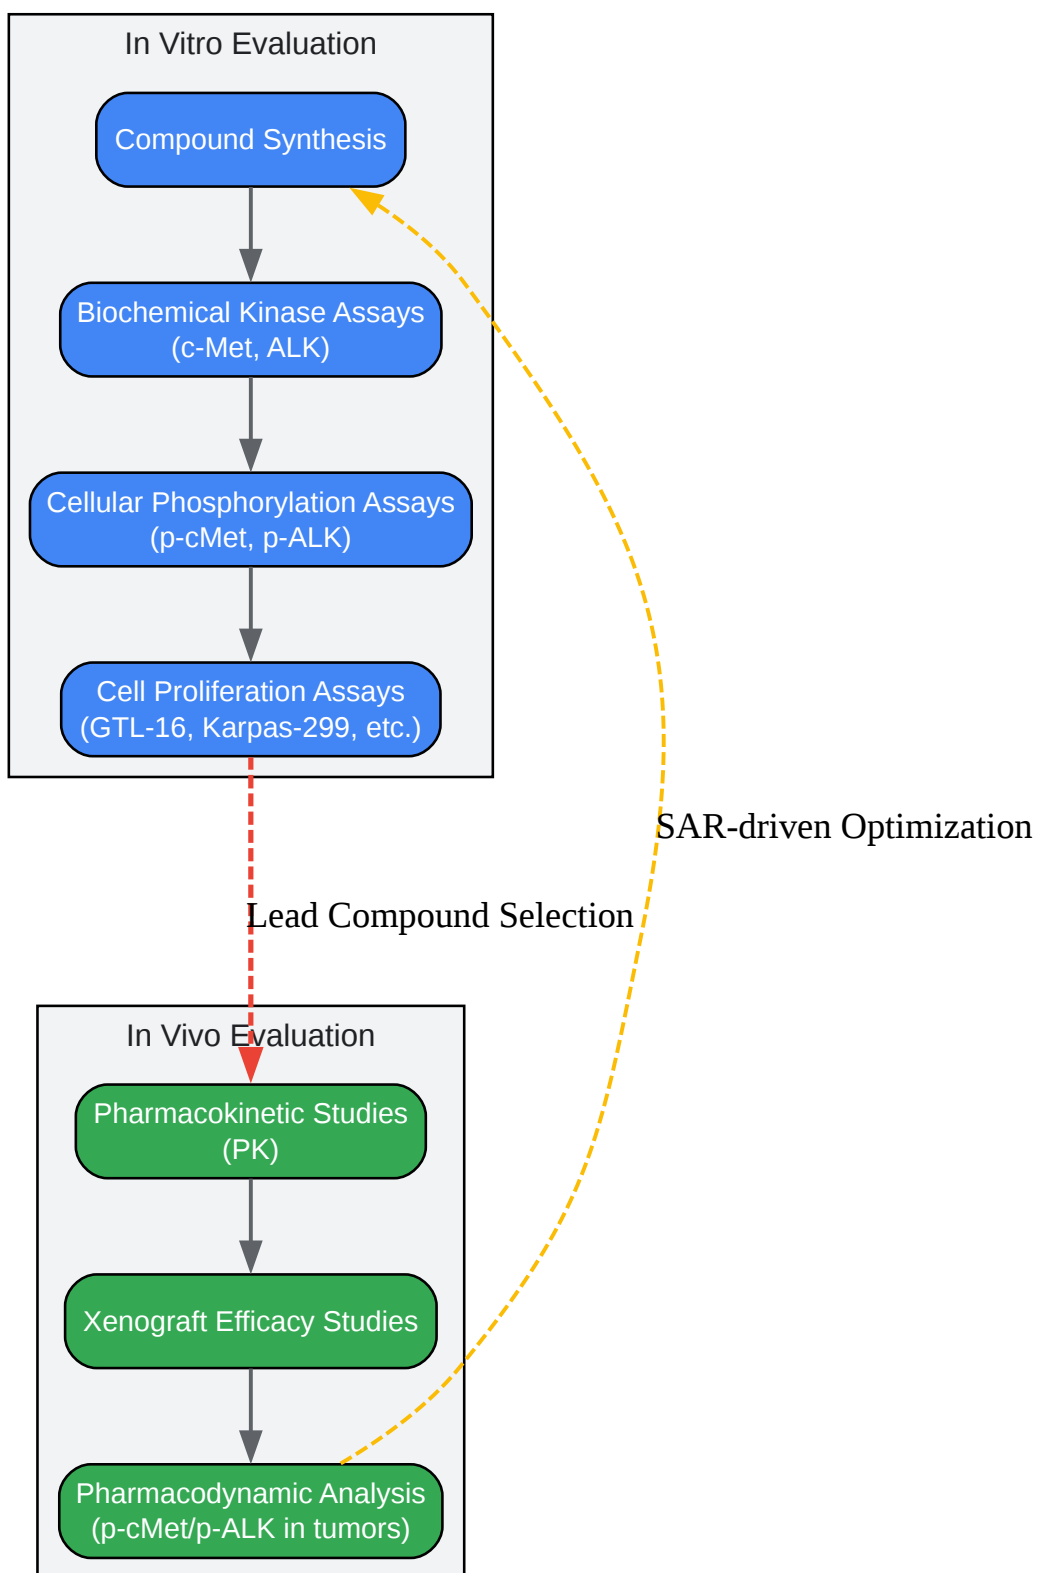 In Vitro Evaluation
Compound Synthesis
Biochemical Kinase Assays
(c-Met, ALK)
Cellular Phosphorylation Assays
(p-cMet, p-ALK)
Cell Proliferation Assays
(GTL-16, Karpas-299, etc.)
SAR-driven Optimization
Lead Compound Selection
In Vivo Evaluation
Pharmacokinetic Studies
(PK)
Xenograft Efficacy Studies
Pharmacodynamic Analysis
(p-cMet/p-ALK in tumors)